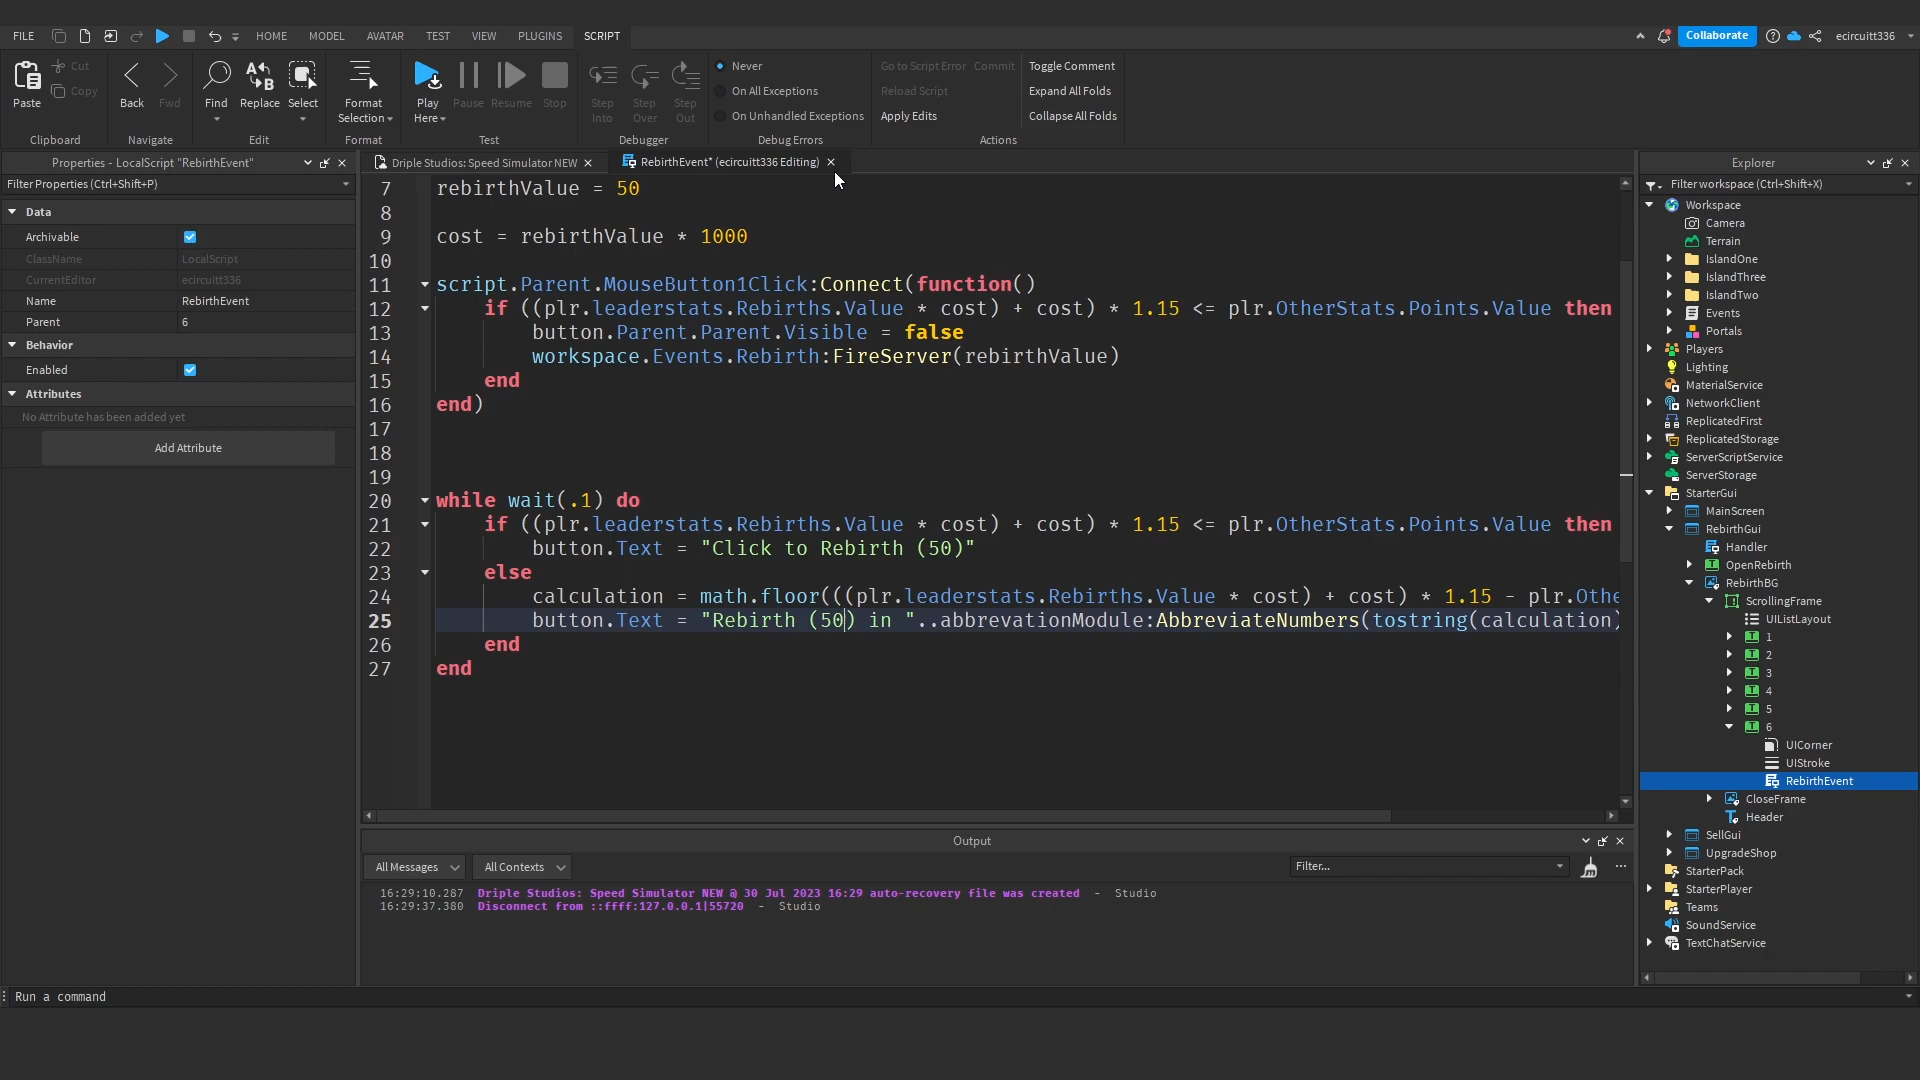 FILE
HOME
MODEL
AVATAR
TEST
VIEW
PLUGINS
SCRIPT
Collaborate
ecircuitt336
Paste
Cut
Copy
Clipboard
Back
Fwd
Navigate
Find
Replace
Select
Edit
Format
Selection
Format
Play
Here
Pause
Resume
Stop
Test
Step
Into
Step
Over
Step
Out
Debugger
Never
On All Exceptions
On Unhandled Exceptions
Debug Errors
Go to Script Error
Commit
Reload Script
Apply Edits
Toggle Comment
Expand All Folds
Collapse All Folds
Actions
Properties - LocalScript "RebirthEvent"
Filter Properties (Ctrl+Shift+P)
Data
Archivable
ClassName LocalScript
CurrentEditor ecircuitt336
Name RebirthEvent
Parent 6
Behavior
Enabled
Attributes
No Attribute has been added yet
Add Attribute
Driple Studios: Speed Simulator NEW
RebirthEvent* (ecircuitt336 Editing)
7 rebirthValue = 50
8
9 cost = rebirthValue * 1000
10
11 script.Parent.MouseButton1Click:Connect(function()
12 if ((plr.leaderstats.Rebirths.Value * cost) + cost) * 1.15 <= plr.OtherStats.Points.Value then
13 button.Parent.Parent.Visible = false
14 workspace.Events.Rebirth:FireServer(rebirthValue)
15 end
16 end)
17
18
19
20 while wait(.1) do
21 if ((plr.leaderstats.Rebirths.Value * cost) + cost) * 1.15 <= plr.OtherStats.Points.Value then
22 button.Text = "Click to Rebirth (50)"
23 else
24 calculation = math.floor(((plr.leaderstats.Rebirths.Value * cost) + cost) * 1.15 - plr.Othe
25 button.Text = "Rebirth (50) in "..abbrevationModule:AbbreviateNumbers(tostring(calculation)
26 end
27 end
Output
All Messages
All Contexts
Filter...
16:29:10.287 Driple Studios: Speed Simulator NEW @ 30 Jul 2023 16:29 auto-recovery file was created - Studio
16:29:37.380 Disconnect from ::ffff:127.0.0.1|55720 - Studio
Run a command
Explorer
Filter workspace (Ctrl+Shift+X)
Workspace
Camera
Terrain
IslandOne
IslandThree
IslandTwo
Events
Portals
Players
Lighting
MaterialService
NetworkClient
ReplicatedFirst
ReplicatedStorage
ServerScriptService
ServerStorage
StarterGui
MainScreen
RebirthGui
Handler
OpenRebirth
RebirthBG
ScrollingFrame
UIListLayout
1
2
3
4
5
6
UICorner
UIStroke
RebirthEvent
CloseFrame
Header
SellGui
UpgradeShop
StarterPack
StarterPlayer
Teams
SoundService
TextChatService